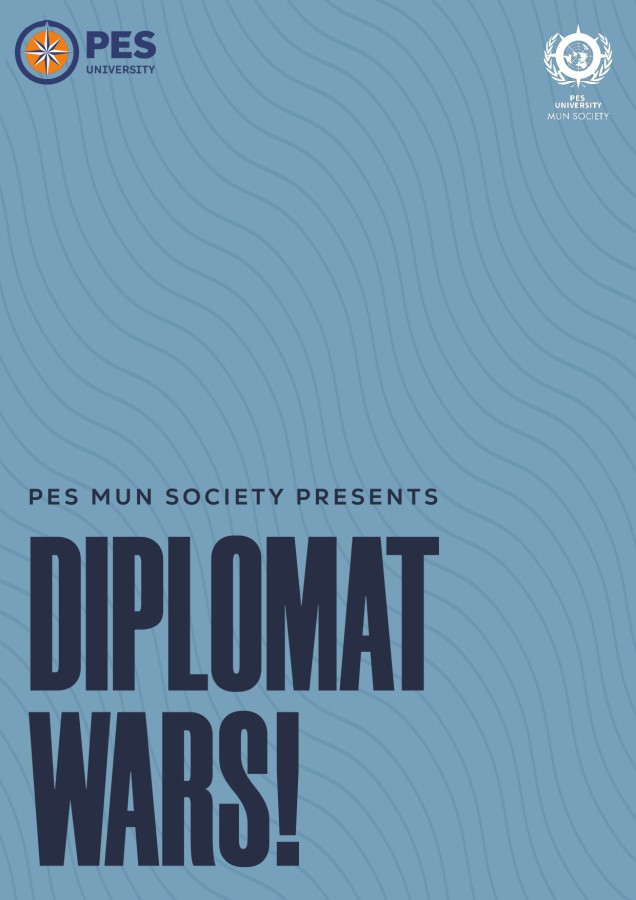 PES
UNIVERSITY
PES
UNIVERSITY
MUN SOCIETY
PES MUN SOCIETY PRESENTS
DIPLOMAT
WARS!